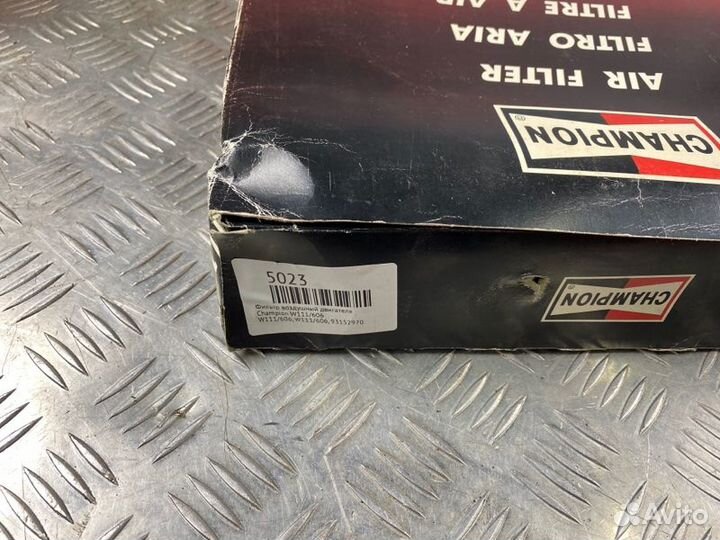 FILTRE À AIR
FILTRO ARIA
AIR FILTER
CHAMPION®
CHAMPION®
5023
Фильтр воздушный двигателя
Champion W111/606
W111/606,W111/606,93152970
Avito